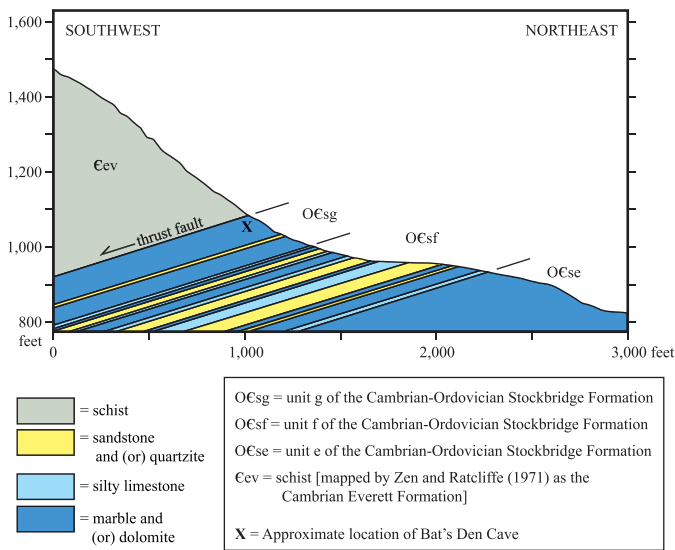 1,600
SOUTHWEST
NORTHEAST
1,400
Єev
1,200
thrust fault
X
OЄsg
1,000
OЄsf
OЄse
800
feet
0
1,000
2,000
3,000 feet
= schist
= sandstone
and (or) quartzite
= silty limestone
= marble and
(or) dolomite
OЄsg = unit g of the Cambrian-Ordovician Stockbridge Formation
OЄsf = unit f of the Cambrian-Ordovician Stockbridge Formation
OЄse = unit e of the Cambrian-Ordovician Stockbridge Formation
Єev = schist [mapped by Zen and Ratcliffe (1971) as the
Cambrian Everett Formation]
X = Approximate location of Bat's Den Cave